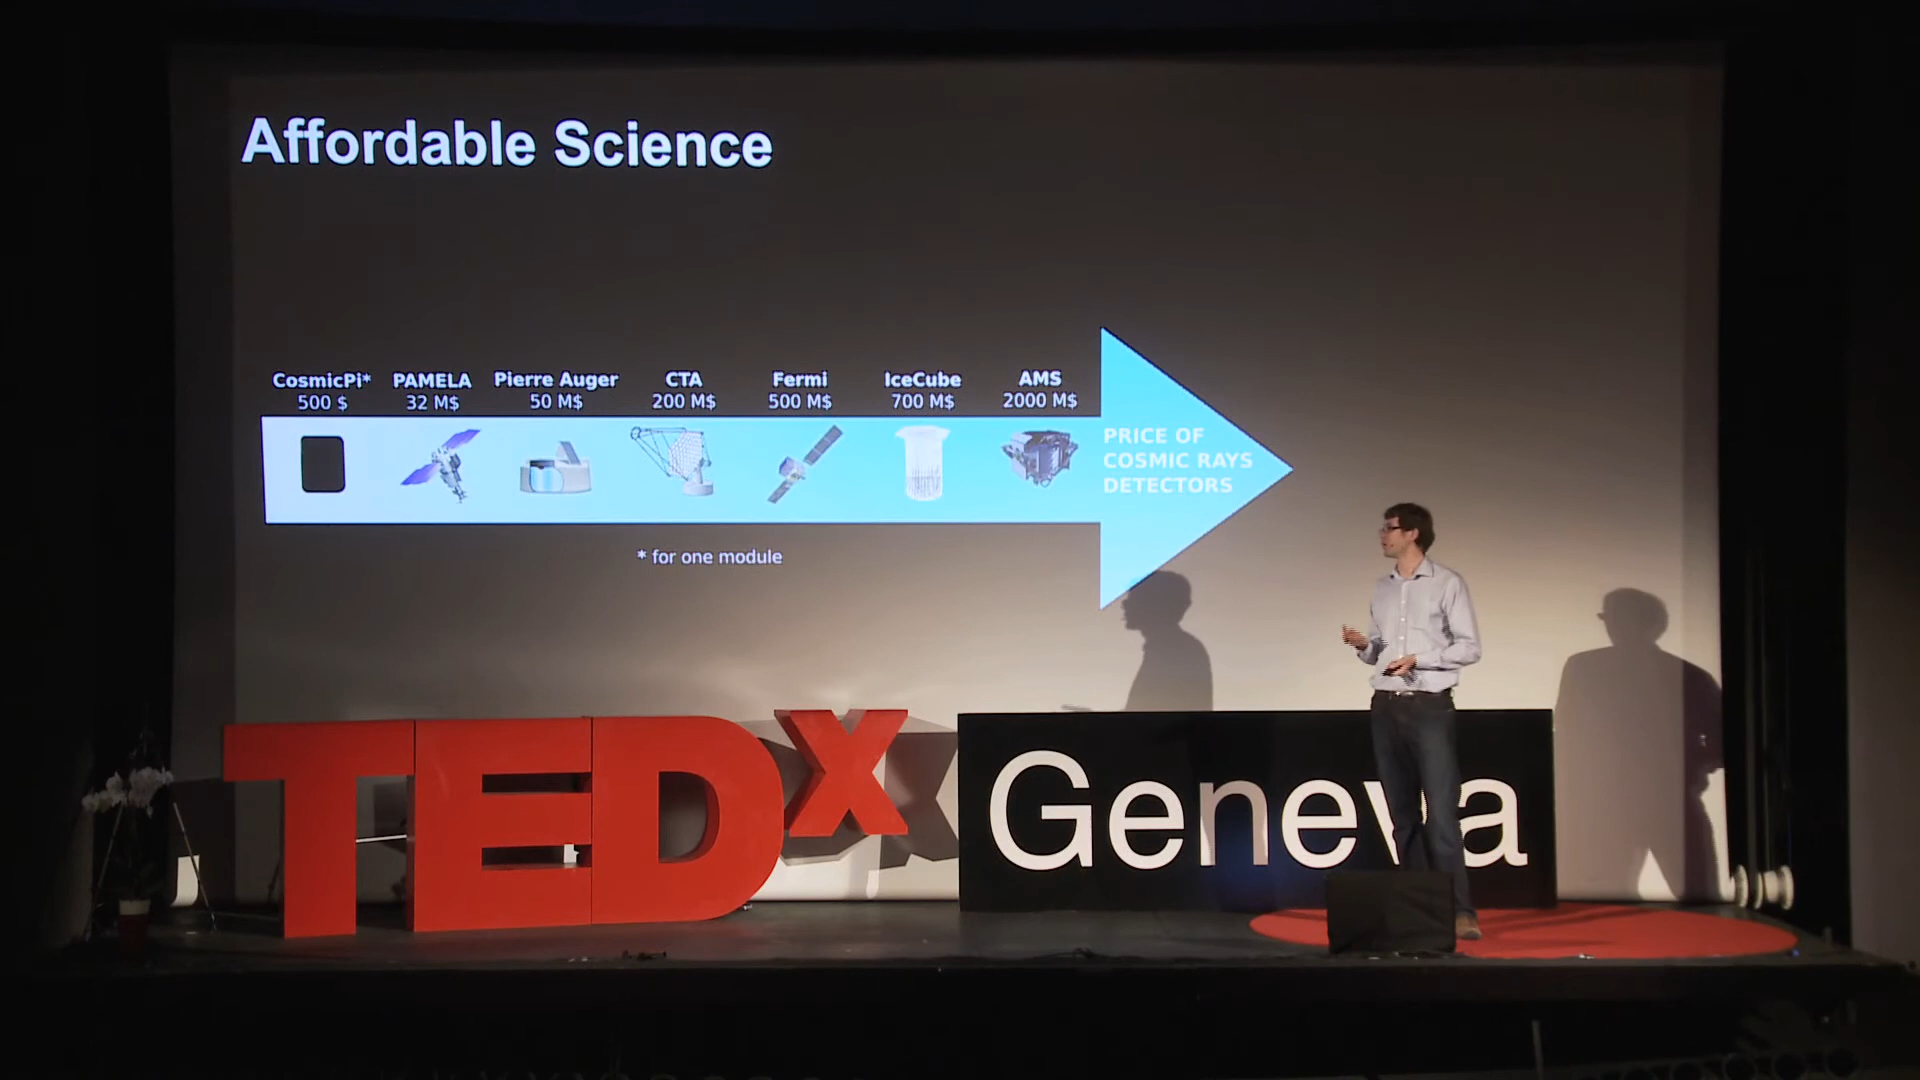 Affordable Science
CosmicPi* PAMELA Pierre Auger CTA Fermi IceCube AMS
500 $ 32 M$ 50 M$ 200 M$ 500 M$ 700 M$ 2000 M$
PRICE OF
COSMIC RAYS
DETECTORS
* for one module
TEDx Geneva